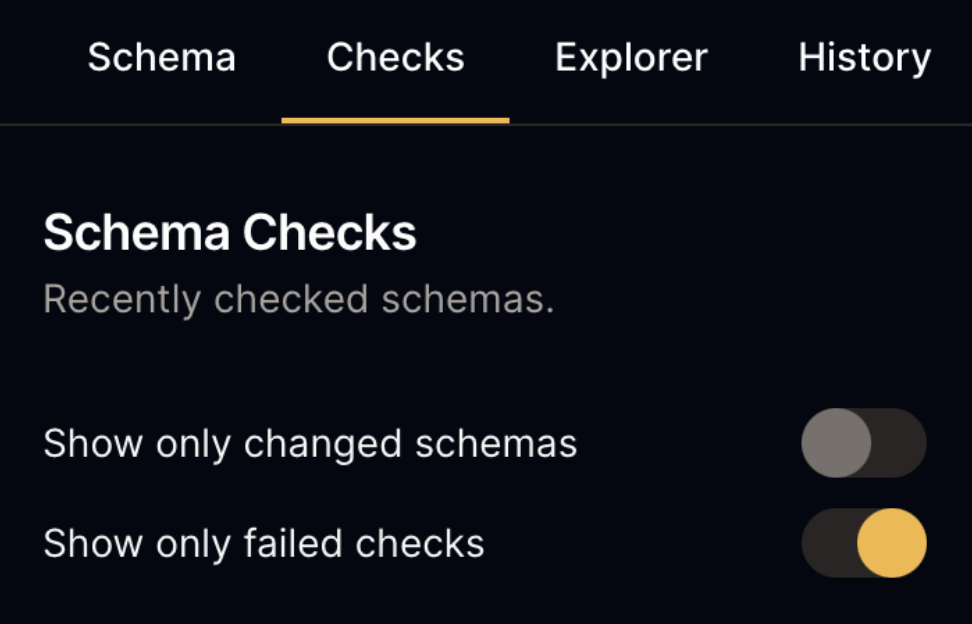 Schema Checks Explorer History
Schema Checks
Recently checked schemas.
Show only changed schemas
Show only failed checks